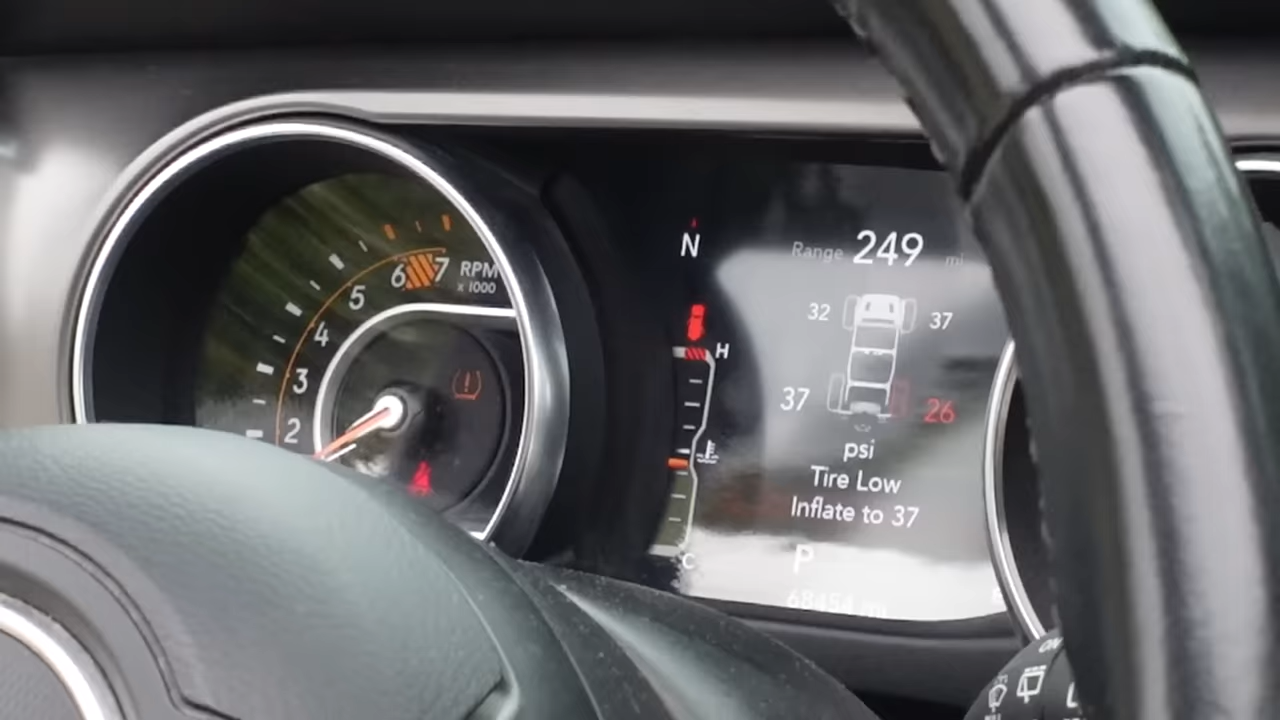 N
Range 249 mi
6 7 RPM
x 1000
5
32 37
4
H
3
37 26
2
psi
Tire Low
Inflate to 37
P
C
68454 mi
E
ON